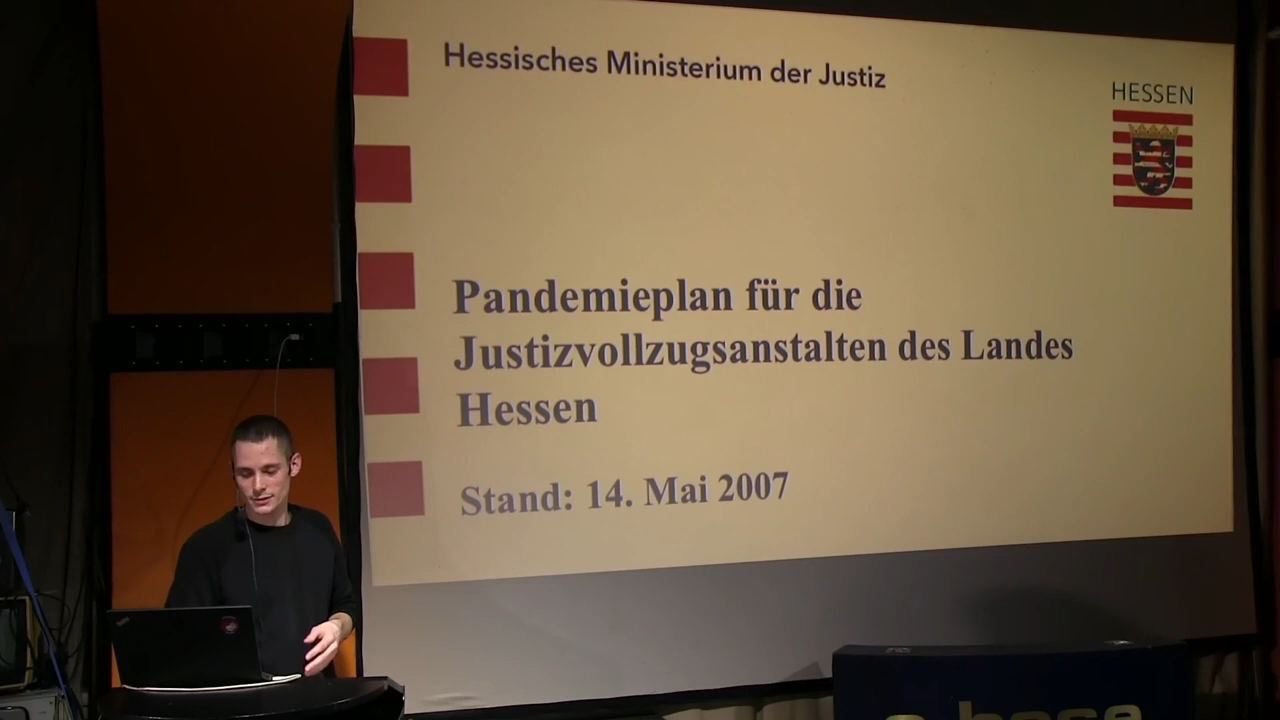 Hessisches Ministerium der Justiz
HESSEN
Pandemieplan für die
Justizvollzugsanstalten des Landes
Hessen
Stand: 14. Mai 2007